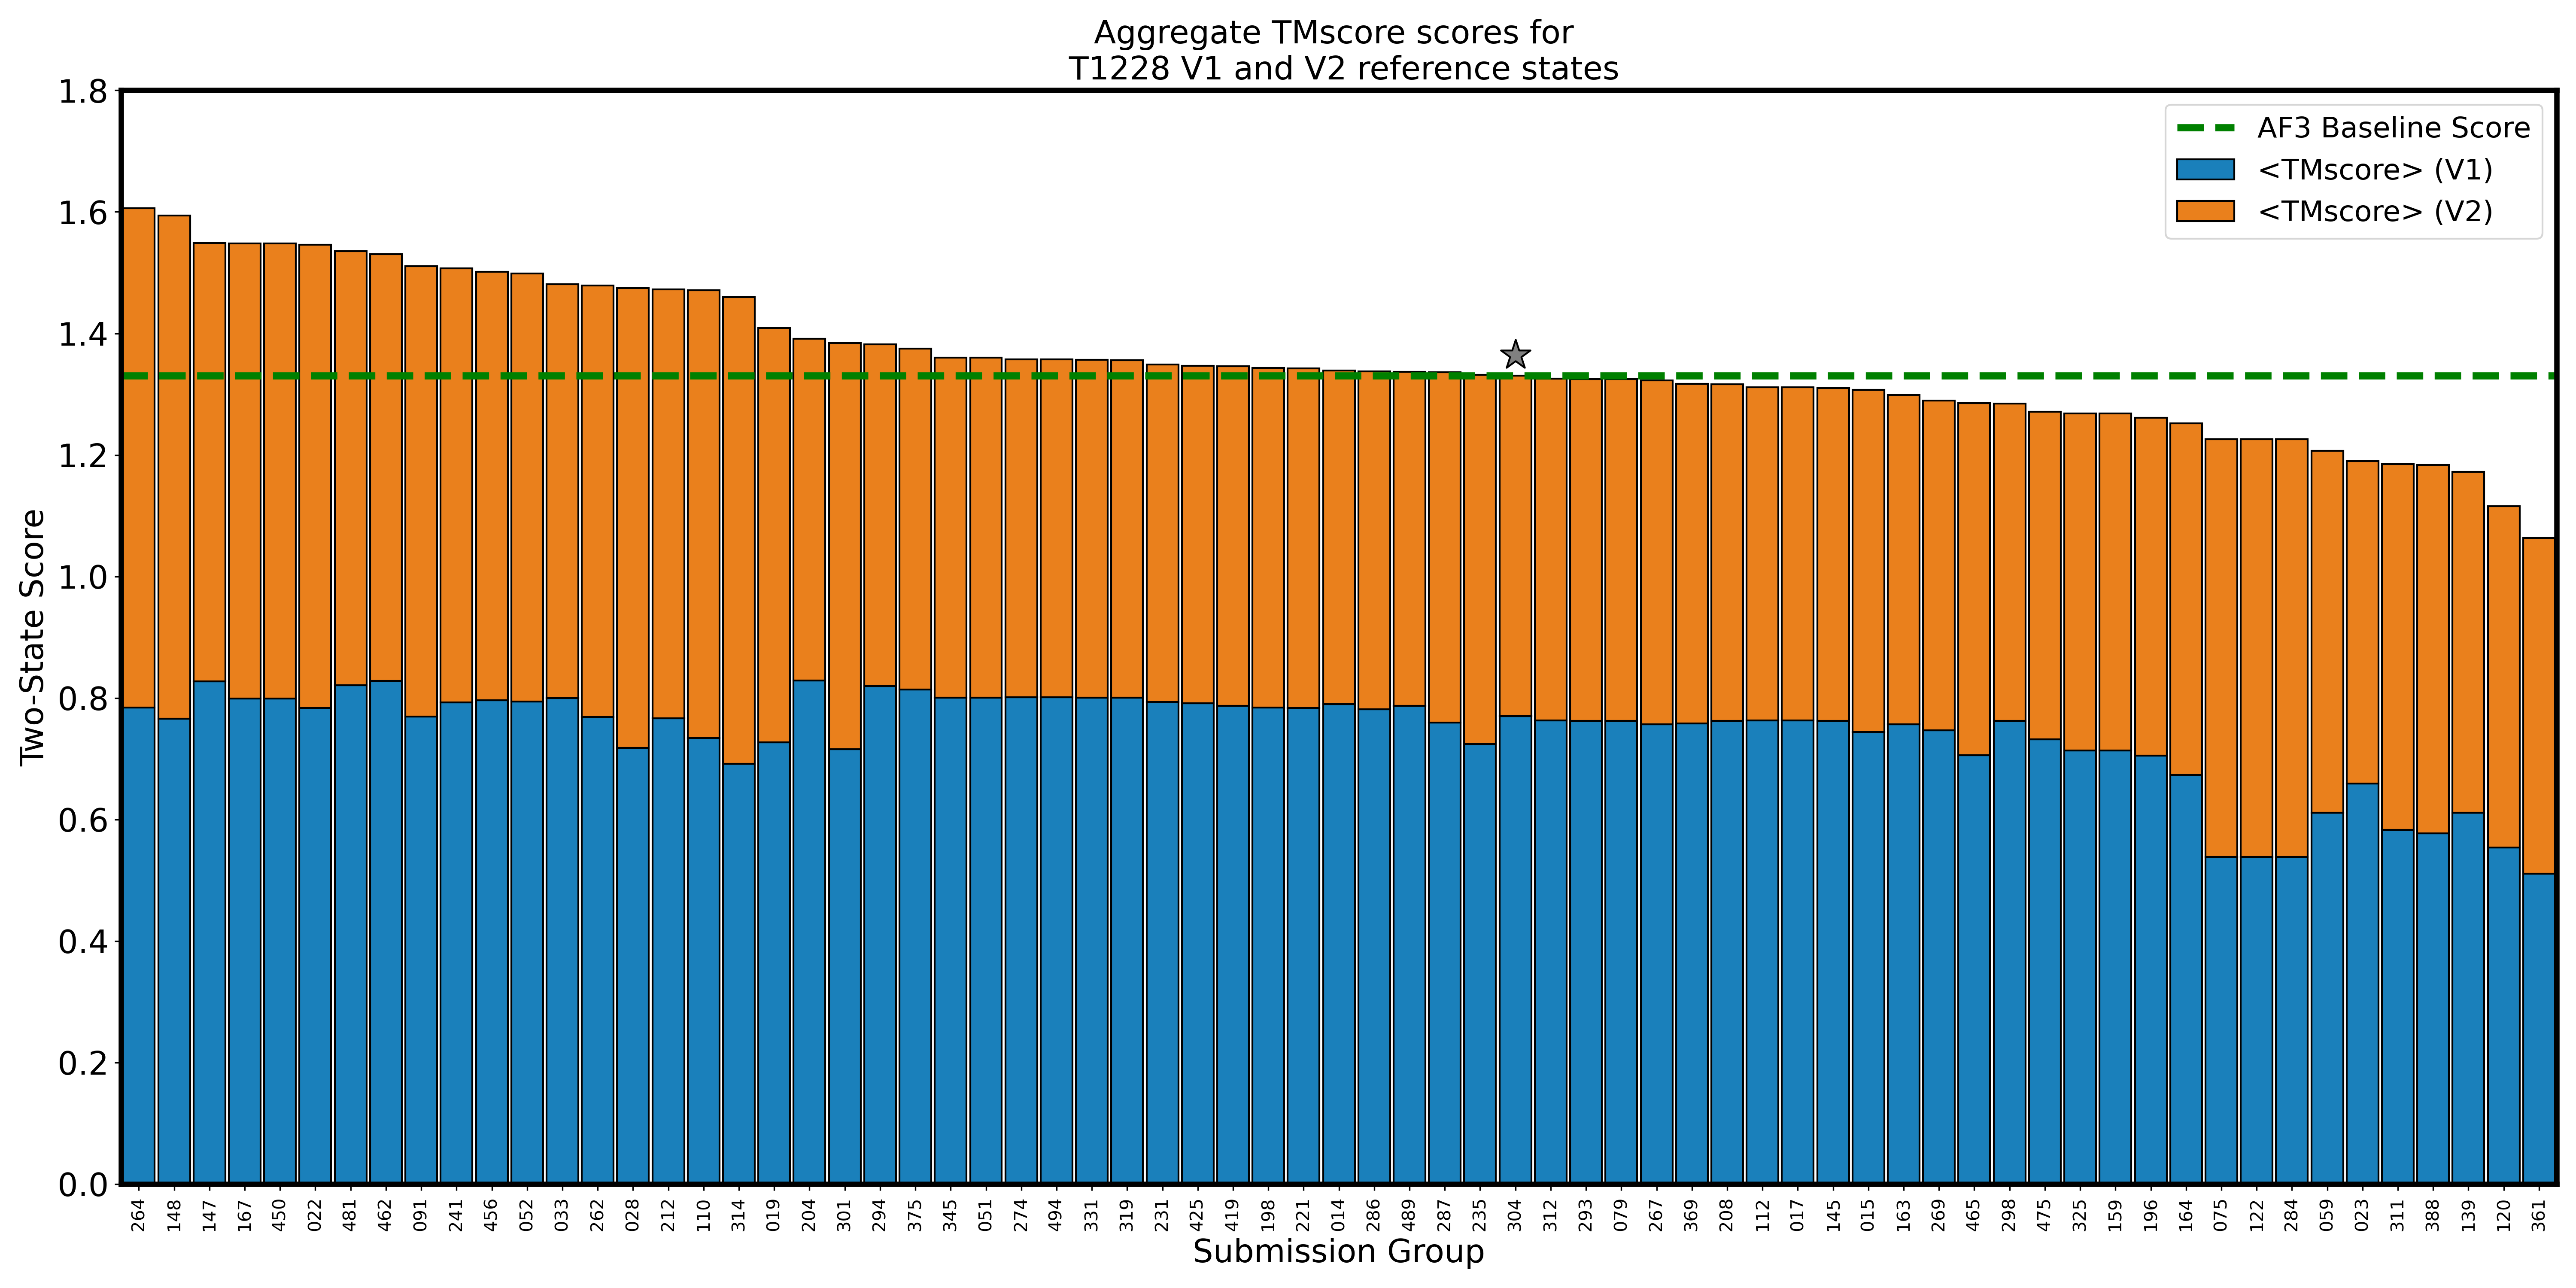 Aggregate TMscore scores for
T1228 V1 and V2 reference states
AF3 Baseline Score
<TMscore> (V1)
<TMscore> (V2)
Two-State Score
1.8
1.6
1.4
1.2
1.0
0.8
0.6
0.4
0.2
0.0
264 148 147 167 450 022 481 462 091 241 456 052 033 262 028 212 110 314 019 204 301 294 375 345 051 274 494 331 319 231 425 419 198 221 014 286 489 287 235 304 312 293 079 267 369 208 112 017 145 015 163 269 465 298 475 325 159 196 164 075 122 284 059 023 311 388 139 120 361
Submission Group